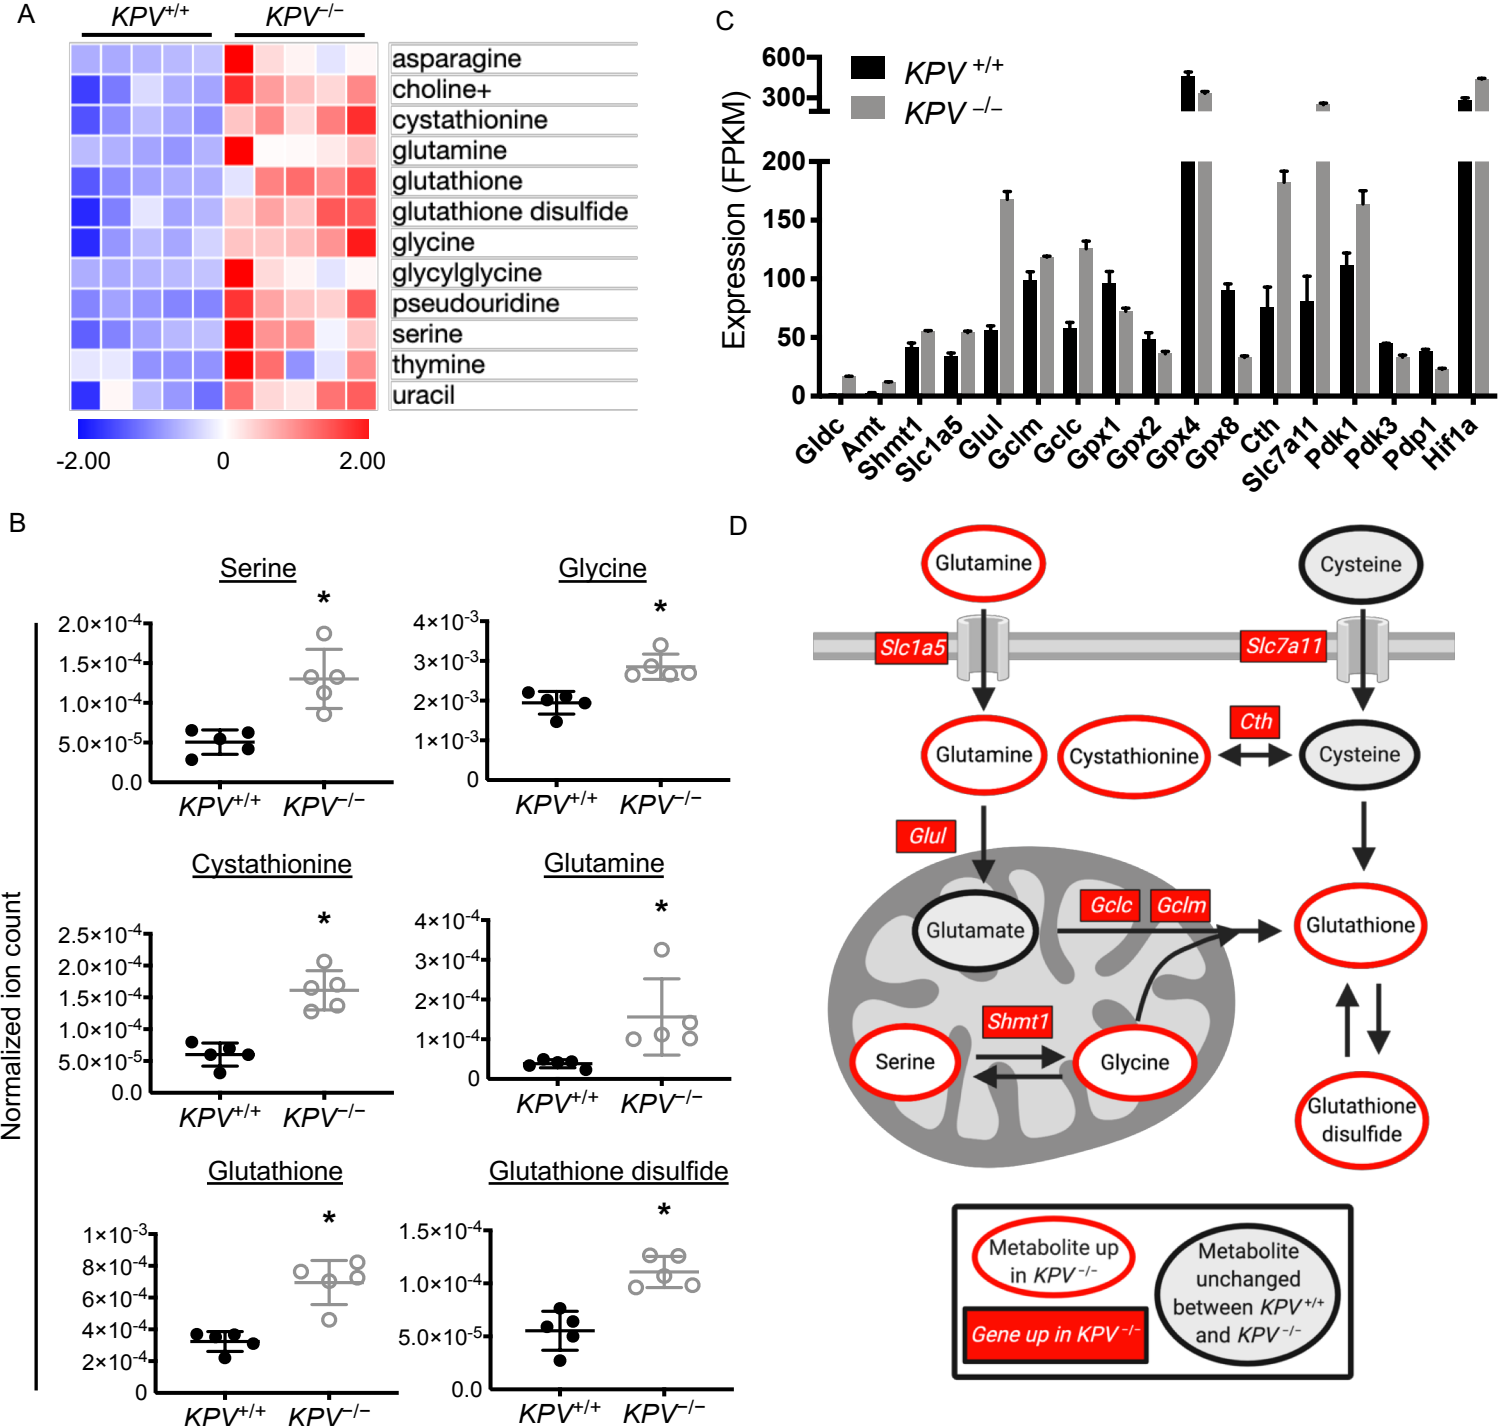 A
KPV+/+ KPV−/−
asparagine
choline+
cystathionine
glutamine
glutathione
glutathione disulfide
glycine
glycylglycine
pseudouridine
serine
thymine
uracil
-2.00 0 2.00
B
Normalized ion count
Serine
*
2.0×10-4
1.5×10-4
1.0×10-4
5.0×10-5
0.0
KPV+/+ KPV−/−
Glycine
*
4×10-3
3×10-3
2×10-3
1×10-3
0
KPV+/+ KPV−/−
Cystathionine
*
2.5×10-4
2.0×10-4
1.5×10-4
1.0×10-4
5.0×10-5
0.0
KPV+/+ KPV−/−
Glutamine
*
4×10-4
3×10-4
2×10-4
1×10-4
0
KPV+/+ KPV−/−
Glutathione
*
1×10-3
8×10-4
6×10-4
4×10-4
2×10-4
0
KPV+/+ KPV−/−
Glutathione disulfide
*
1.5×10-4
1.0×10-4
5.0×10-5
0.0
KPV+/+ KPV−/−
C
Expression (FPKM)
KPV +/+
KPV −/−
600
300
200
150
100
50
0
Gldc Amt Shmt1 Slc1a5 Glul Gclm Gclc Gpx1 Gpx2 Gpx4 Gpx8 Cth Slc7a11 Pdk1 Pdk3 Pdp1 Hif1a
D
Glutamine Cysteine
Slc1a5 Slc7a11
Cth
Glutamine Cystathionine Cysteine
Glul
Gclc Gclm
Glutamate Glutathione
Shmt1
Serine Glycine
Glutathione
disulfide
Metabolite up
in KPV−/−
Gene up in KPV−/−
Metabolite
unchanged
between KPV+/+
and KPV−/−